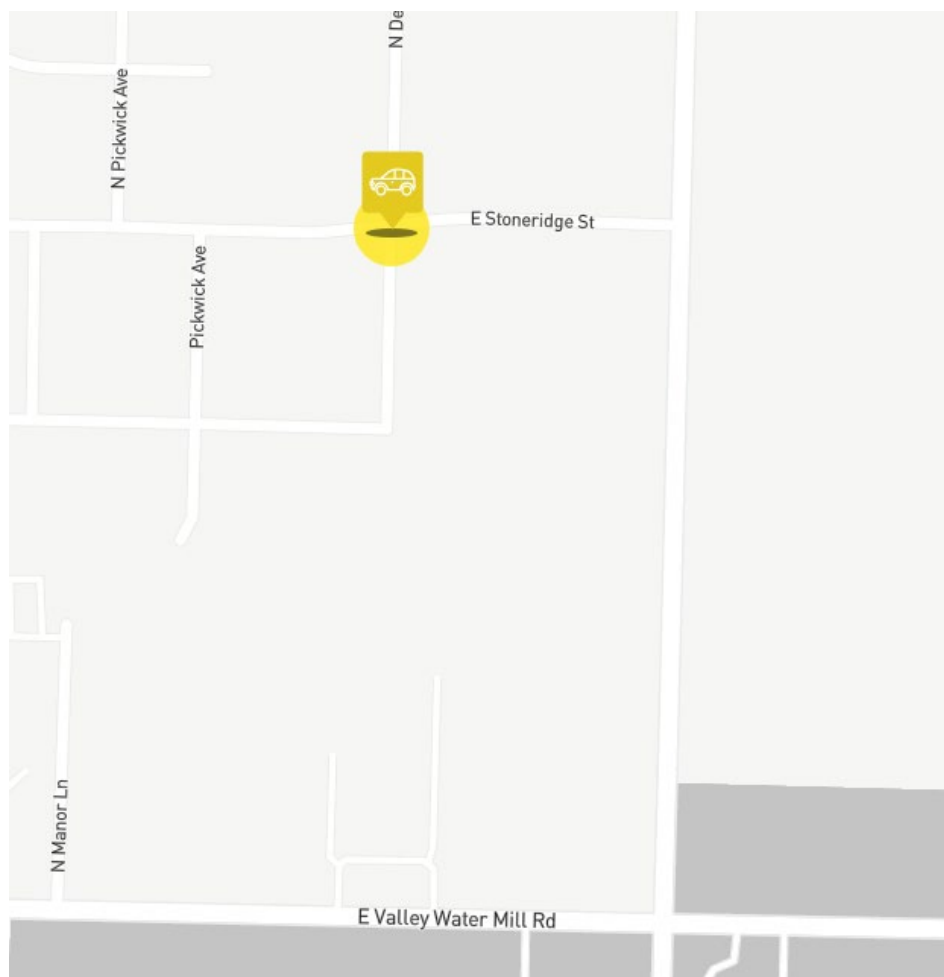 N De
N Pickwick Ave
E Stoneridge St
Pickwick Ave
N Manor Ln
E Valley Water Mill Rd